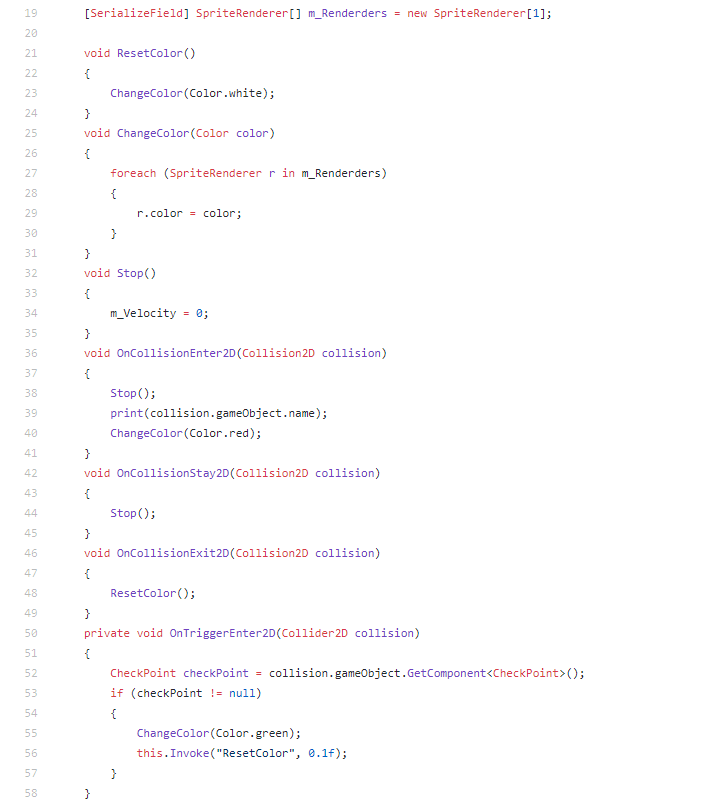 19 [SerializeField] SpriteRenderer[] m_Renderders = new SpriteRenderer[1];
20
21 void ResetColor()
22 {
23 ChangeColor(Color.white);
24 }
25 void ChangeColor(Color color)
26 {
27 foreach (SpriteRenderer r in m_Renderders)
28 {
29 r.color = color;
30 }
31 }
32 void Stop()
33 {
34 m_Velocity = 0;
35 }
36 void OnCollisionEnter2D(Collision2D collision)
37 {
38 Stop();
39 print(collision.gameObject.name);
40 ChangeColor(Color.red);
41 }
42 void OnCollisionStay2D(Collision2D collision)
43 {
44 Stop();
45 }
46 void OnCollisionExit2D(Collision2D collision)
47 {
48 ResetColor();
49 }
50 private void OnTriggerEnter2D(Collider2D collision)
51 {
52 CheckPoint checkPoint = collision.gameObject.GetComponent<CheckPoint>();
53 if (checkPoint != null)
54 {
55 ChangeColor(Color.green);
56 this.Invoke("ResetColor", 0.1f);
57 }
58 }